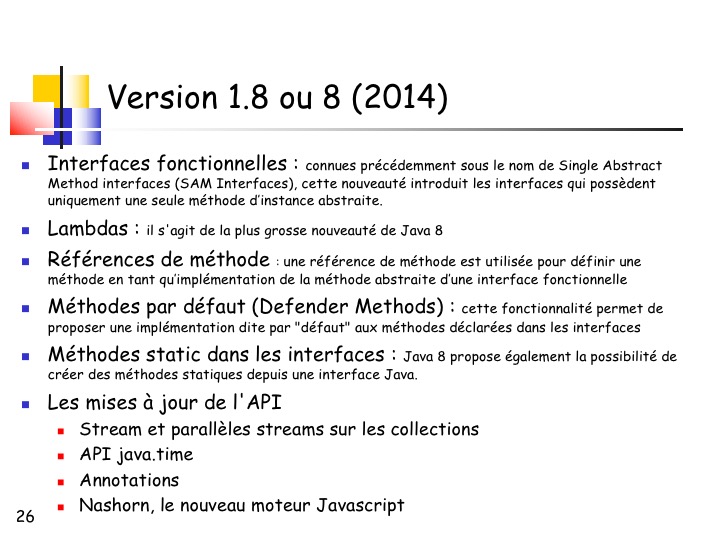 Version 1.8 ou 8 (2014)
Interfaces fonctionnelles : connues précédemment sous le nom de Single Abstract
Method interfaces (SAM Interfaces), cette nouveauté introduit les interfaces qui possèdent
uniquement une seule méthode d’instance abstraite.
Lambdas : il s'agit de la plus grosse nouveauté de Java 8
Références de méthode : une référence de méthode est utilisée pour définir une
méthode en tant qu’implémentation de la méthode abstraite d’une interface fonctionnelle
Méthodes par défaut (Defender Methods) : cette fonctionnalité permet de
proposer une implémentation dite par "défaut" aux méthodes déclarées dans les interfaces
Méthodes static dans les interfaces : Java 8 propose également la possibilité de
créer des méthodes statiques depuis une interface Java.
Les mises à jour de l'API
Stream et parallèles streams sur les collections
API java.time
Annotations
Nashorn, le nouveau moteur Javascript
26